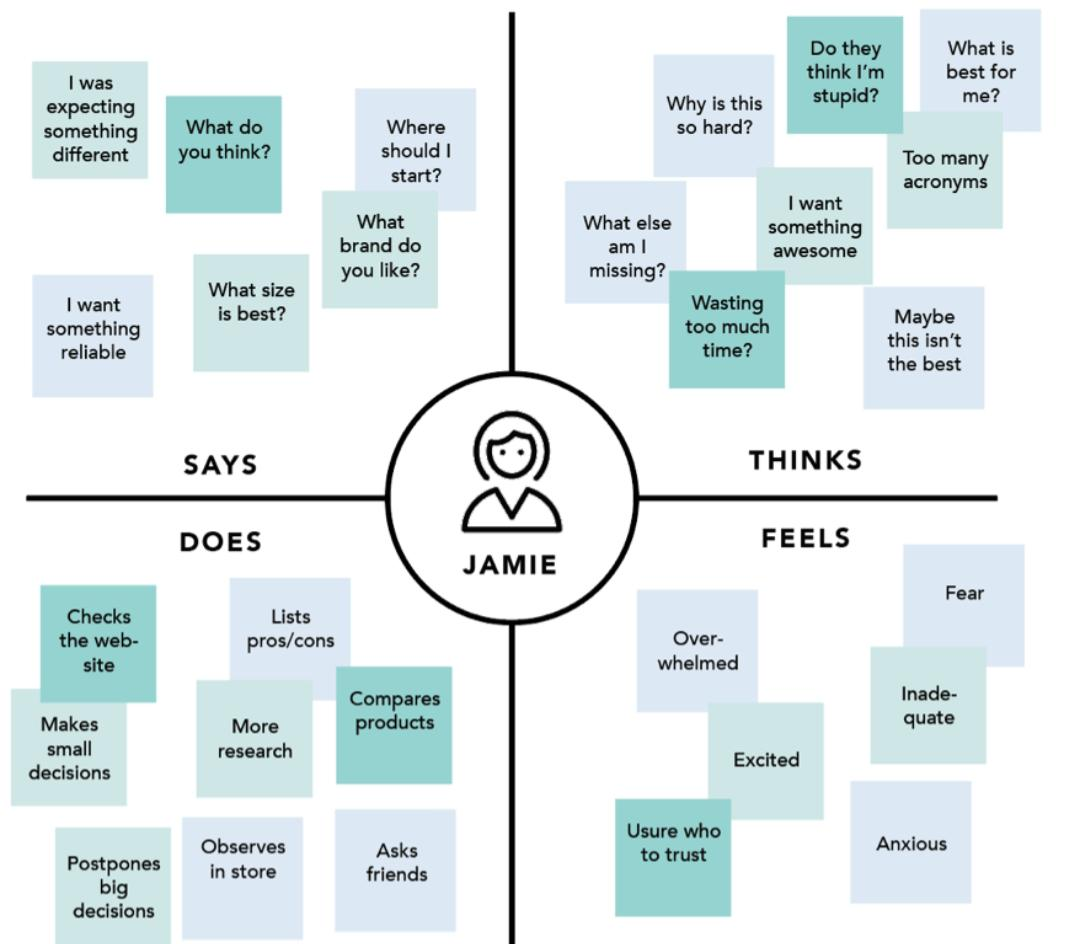 I was
expecting
something
different
What do
you think?
Where
should I
start?
What
brand do
you like?
What size
is best?
I want
something
reliable
SAYS
Do they
think I'm
stupid?
What is
best for
me?
Why is this
so hard?
Too many
acronyms
I want
something
awesome
What else
am I
missing?
Wasting
too much
time?
Maybe
this isn't
the best
THINKS
JAMIE
DOES
Checks
the web-
site
Lists
pros/cons
Compares
products
Makes
small
decisions
More
research
Postpones
big
decisions
Observes
in store
Asks
friends
FEELS
Fear
Over-
whelmed
Inade-
quate
Excited
Usure who
to trust
Anxious